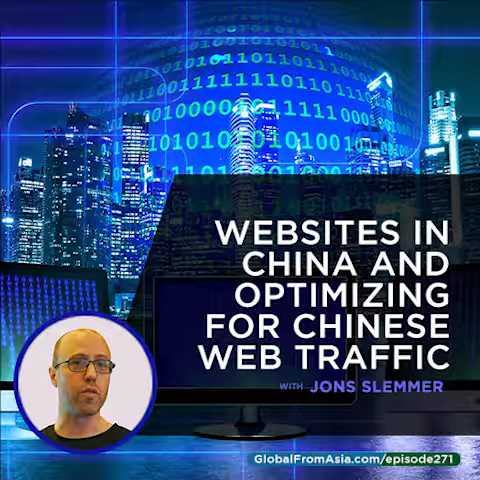 WEBSITES IN
CHINA AND
OPTIMIZING
FOR CHINESE
WEB TRAFFIC
WITH JONS SLEMMER
GlobalFromAsia.com/episode271